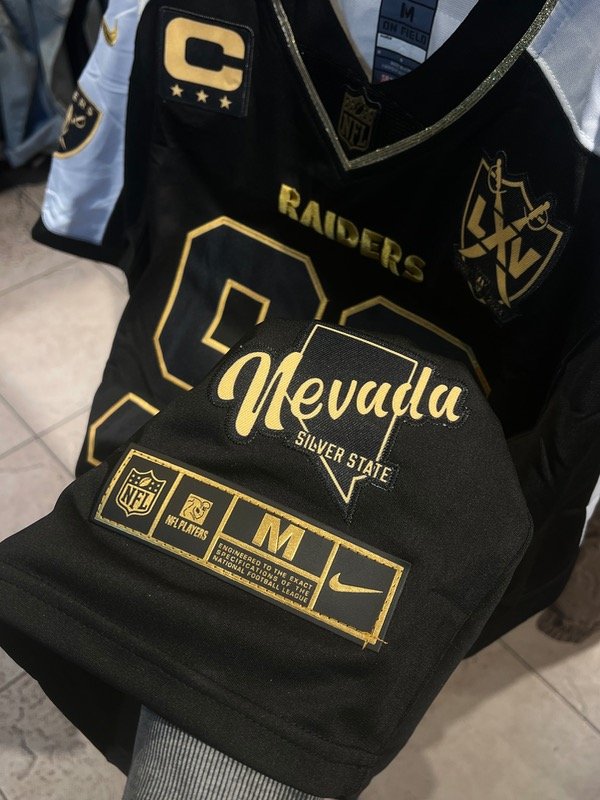 M
ON FIELD
C
NFL
RAIDERS
LXV
Nevada
SILVER STATE
NFL
NFL PLAYERS
M
ENGINEERED TO THE EXACT
SPECIFICATIONS OF THE
NATIONAL FOOTBALL LEAGUE